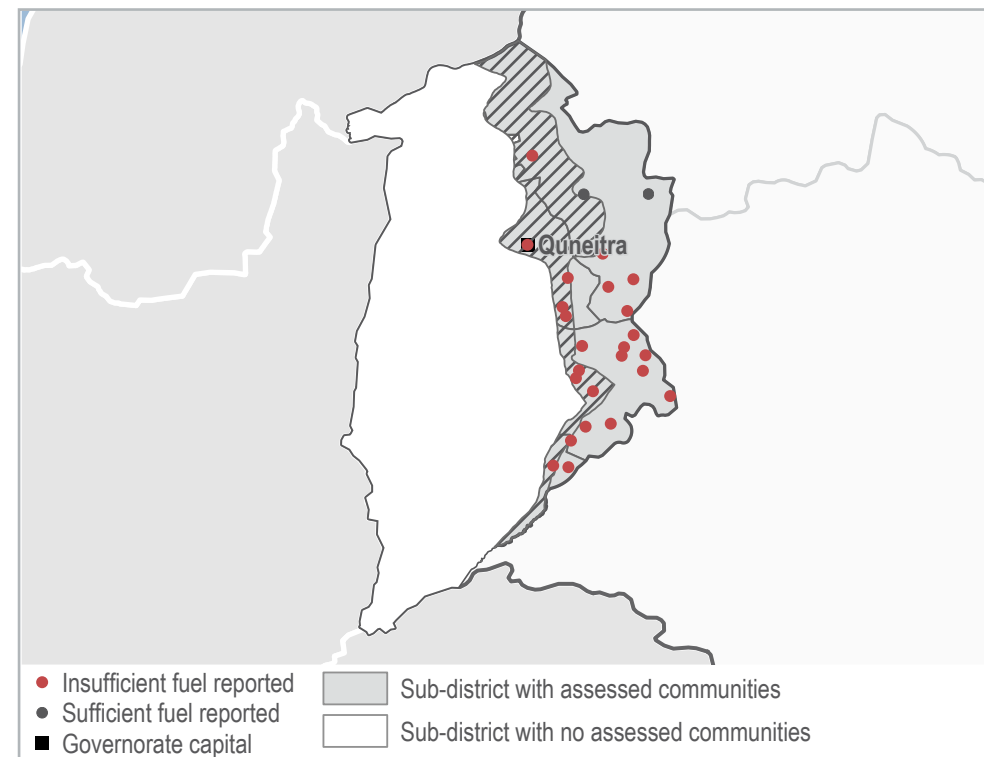 Quneitra
Insufficient fuel reported
Sufficient fuel reported
Governorate capital
Sub-district with assessed communities
Sub-district with no assessed communities